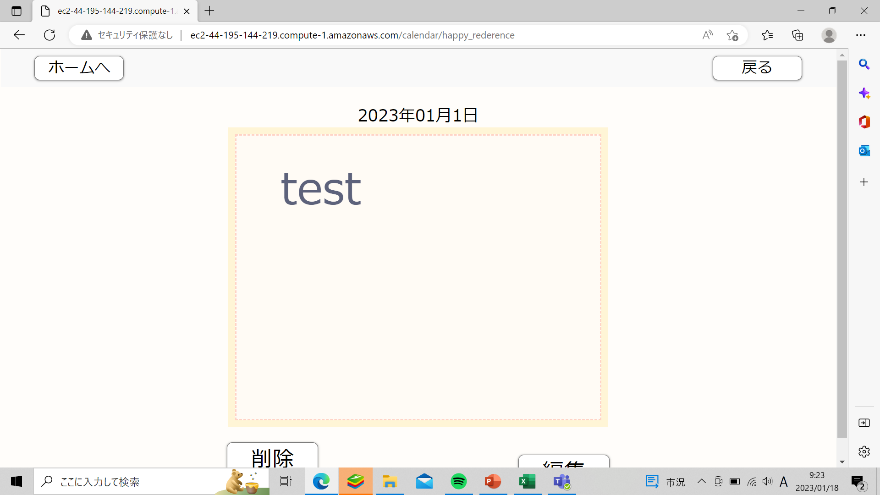 ec2-44-195-144-219.compute-1.
セキュリティ保護なし
ec2-44-195-144-219.compute-1.amazonaws.com/calendar/happy_rederence
ホームへ
戻る
2023年01月1日
test
削除
編集
ここに入力して検索
市況
A
9:23
2023/01/18
2